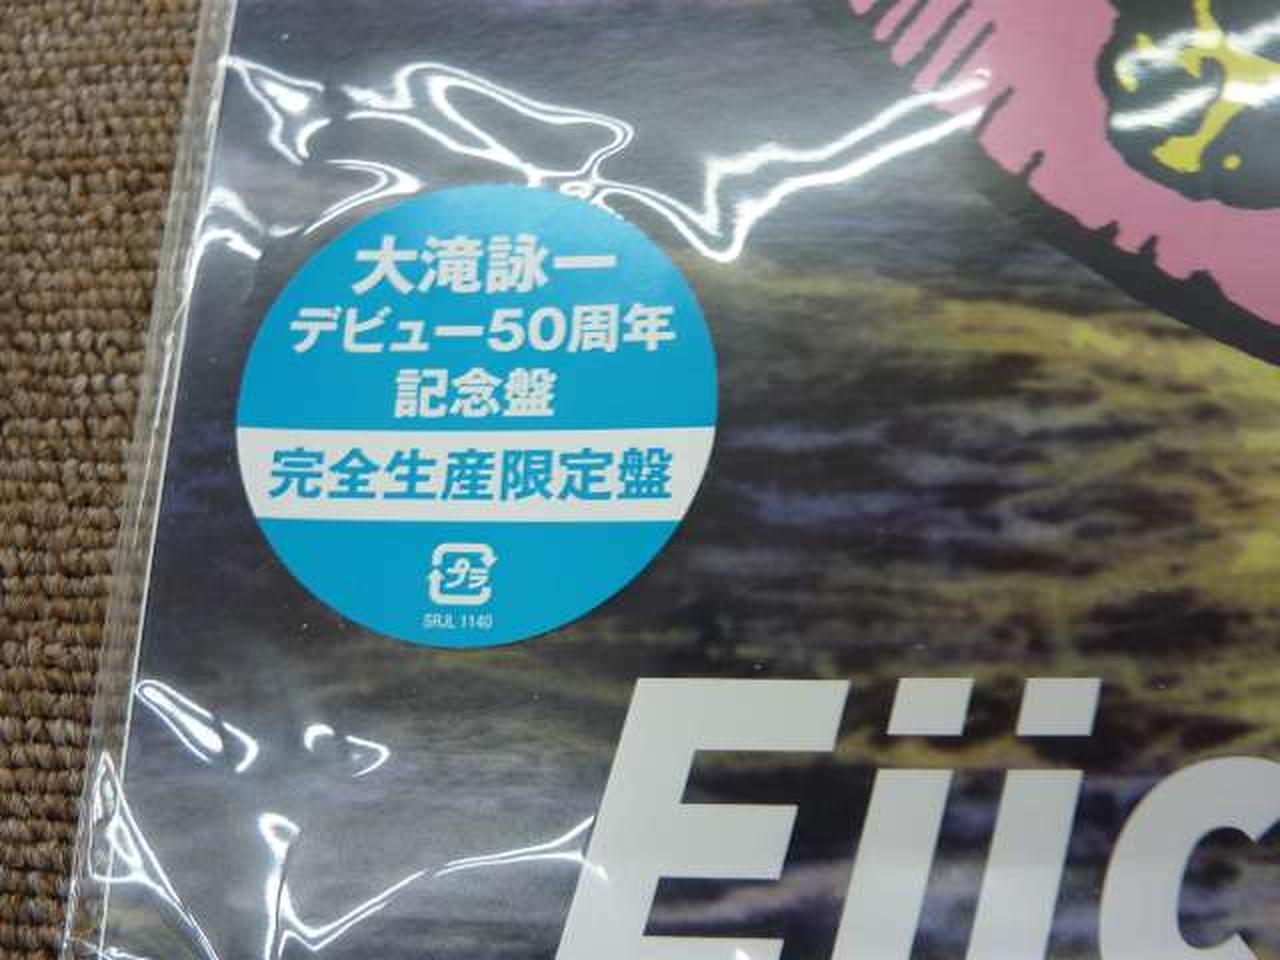 大滝詠一
デビュー50周年
記念盤
完全生産限定盤
プラ
SRJL 1140
Eiic